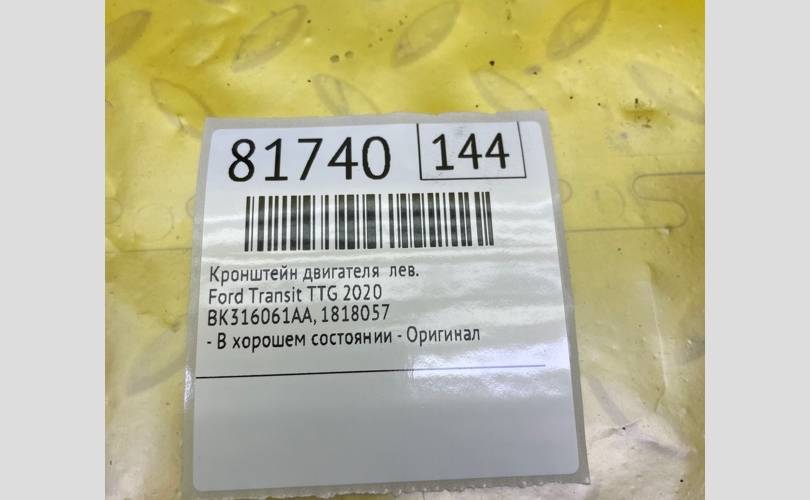 81740 144
Кронштейн двигателя лев.
Ford Transit TTG 2020
BK316061AA, 1818057
- В хорошем состоянии - Оригинал